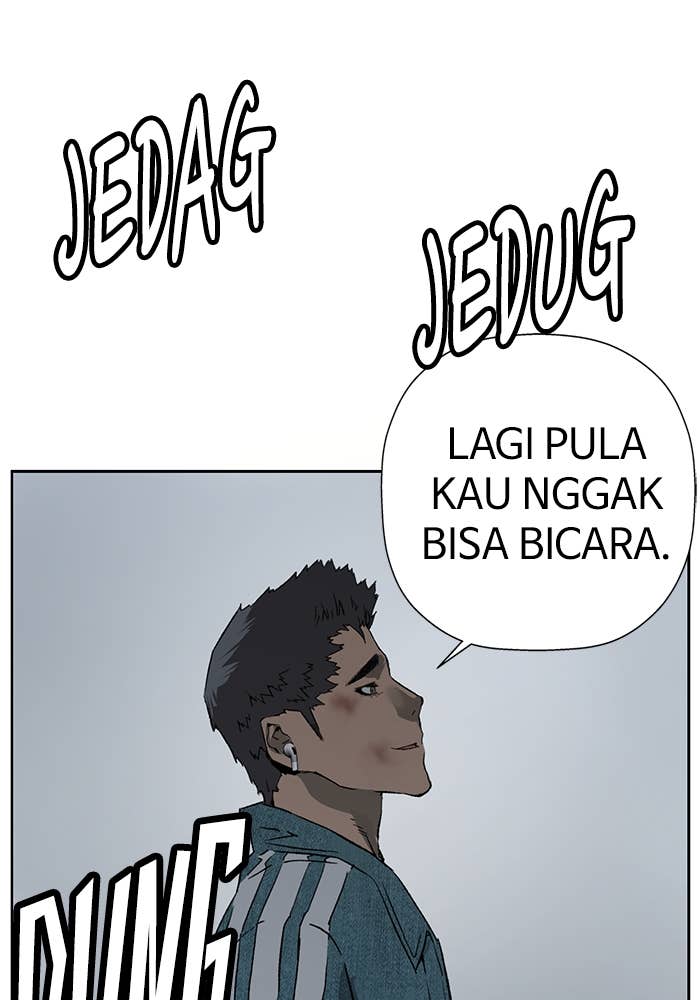 JEDAG
JEDUG
LAGI PULA
KAU NGGAK
BISA BICARA.
DUNG